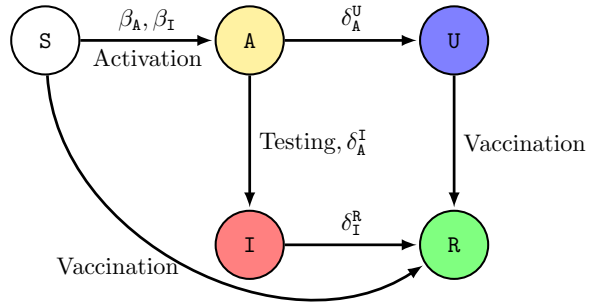 S
β_A, β_I
Activation
A
δ_A^U
U
Testing, δ_A^I
Vaccination
I
δ_I^R
R
Vaccination